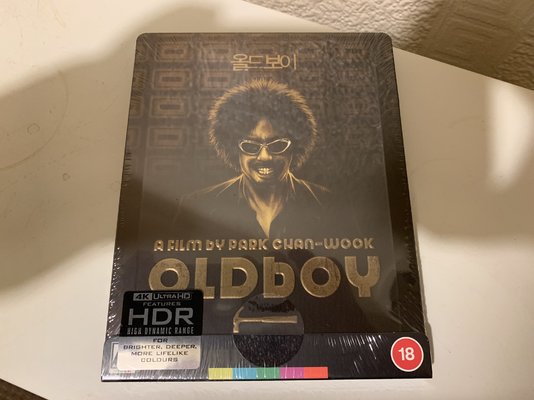 올드보이
A FILM BY PARK CHAN-WOOK
OLDBOY
4K ULTRA HD
FEATURES
HDR
HIGH DYNAMIC RANGE
FOR
BRIGHTER, DEEPER,
MORE LIFELIKE
COLOURS
18